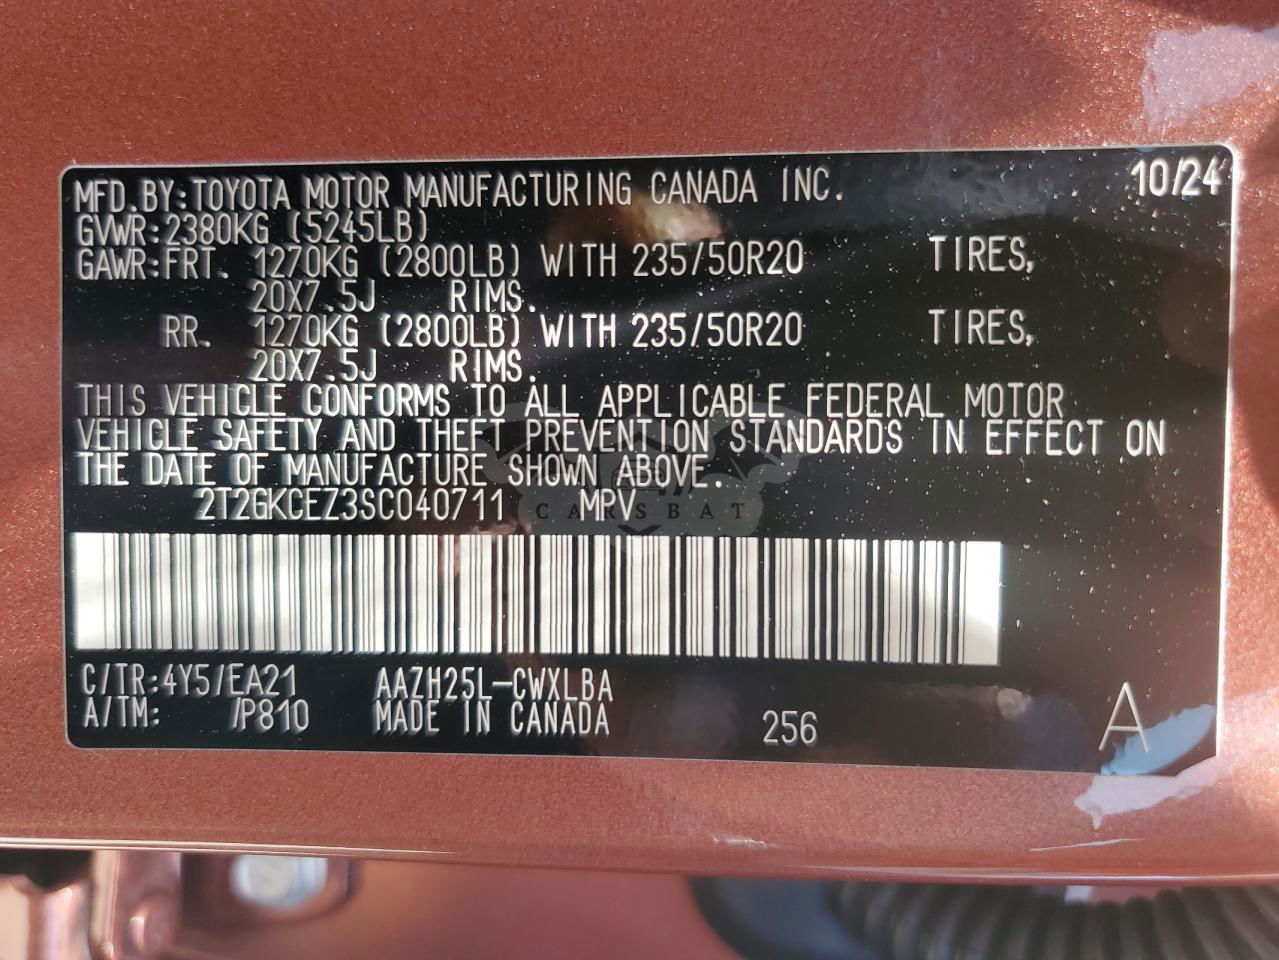 MFD.BY:TOYOTA MOTOR MANUFACTURING CANADA INC. 10/24
GVWR:2380KG (5245LB)
GAWR:FRT. 1270KG (2800LB) WITH 235/50R20 TIRES,
20X7.5J RIMS.
RR. 1270KG (2800LB) WITH 235/50R20 TIRES,
20X7.5J RIMS.
THIS VEHICLE CONFORMS TO ALL APPLICABLE FEDERAL MOTOR
VEHICLE SAFETY AND THEFT PREVENTION STANDARDS IN EFFECT ON
THE DATE OF MANUFACTURE SHOWN ABOVE.
2T2GKCEZ3SC040711 MPV
CARSBAT
C/TR:4Y5/EA21 AAZH25L-CWXLBA
A/TM: /P810 MADE IN CANADA 256 A